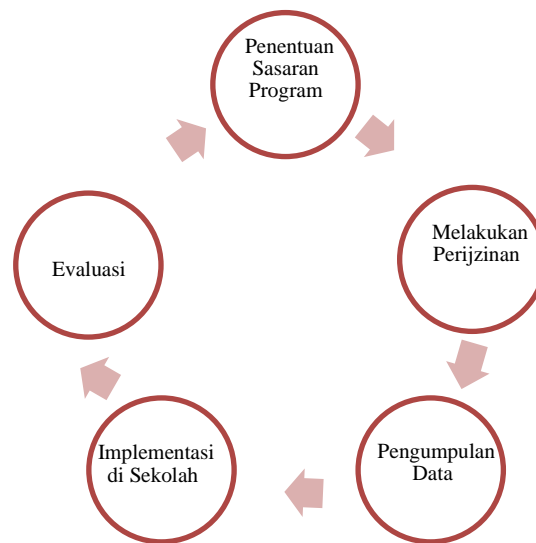 Penentuan
Sasaran
Program
Melakukan
Perijzinan
Pengumpulan
Data
Implementasi
di Sekolah
Evaluasi